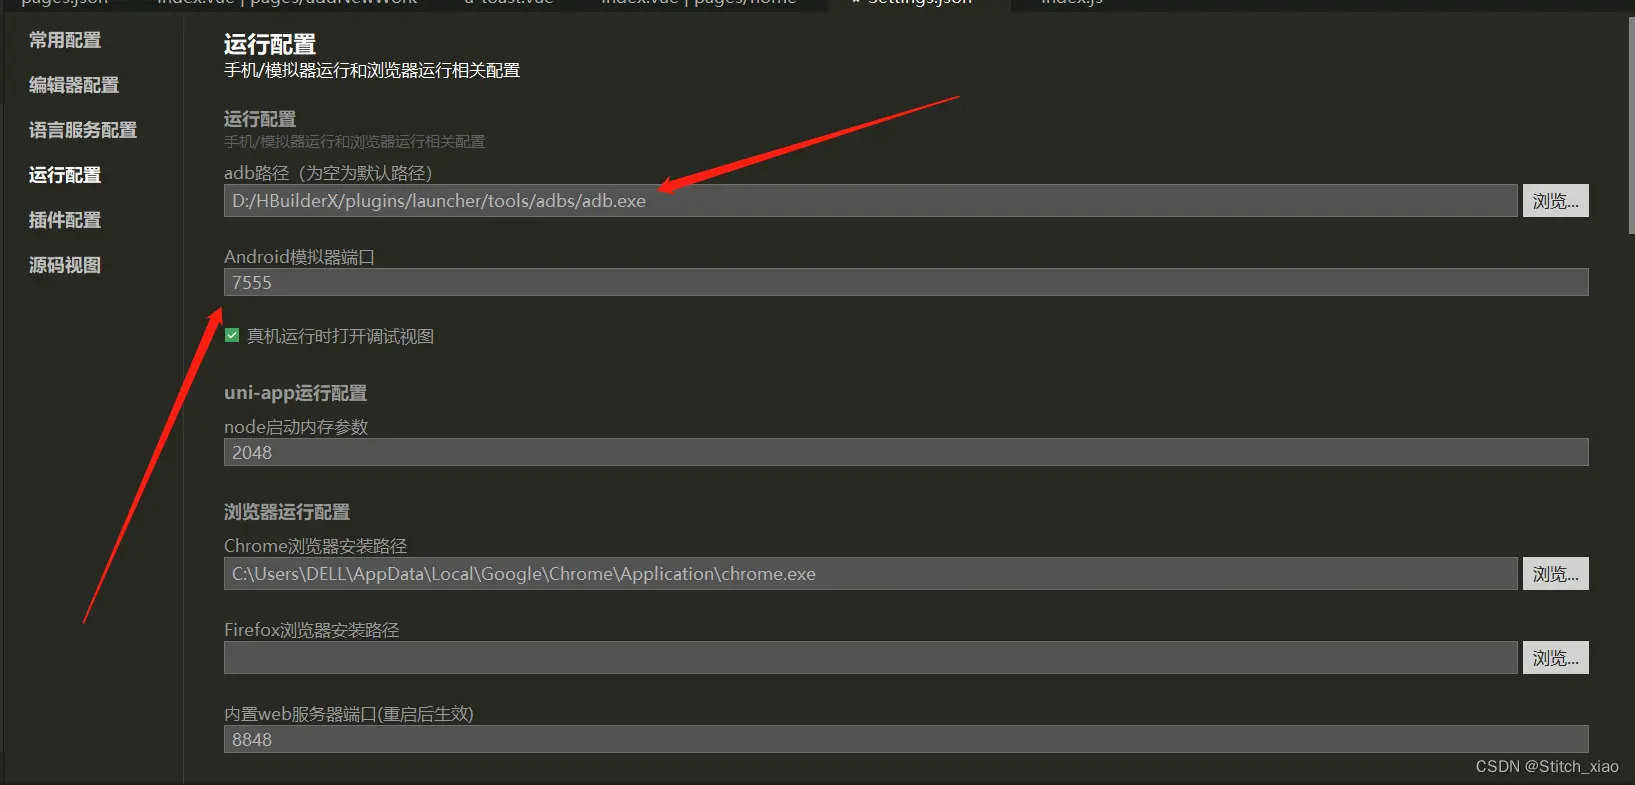 pages.json index.vue | pages/addNewWork u-toast.vue index.vue | pages/home Settings.json index.js
常用配置
编辑器配置
语言服务配置
运行配置
插件配置
源码视图
运行配置
手机/模拟器运行和浏览器运行相关配置
运行配置
手机/模拟器运行和浏览器运行相关配置
adb路径（为空为默认路径）
D:/HBuilderX/plugins/launcher/tools/adbs/adb.exe 浏览...
Android模拟器端口
7555
真机运行时打开调试视图
uni-app运行配置
node启动内存参数
2048
浏览器运行配置
Chrome浏览器安装路径
C:\Users\DELL\AppData\Local\Google\Chrome\Application\chrome.exe 浏览...
Firefox浏览器安装路径
浏览...
内置web服务器端口(重启后生效)
8848
CSDN @Stitch_xiao